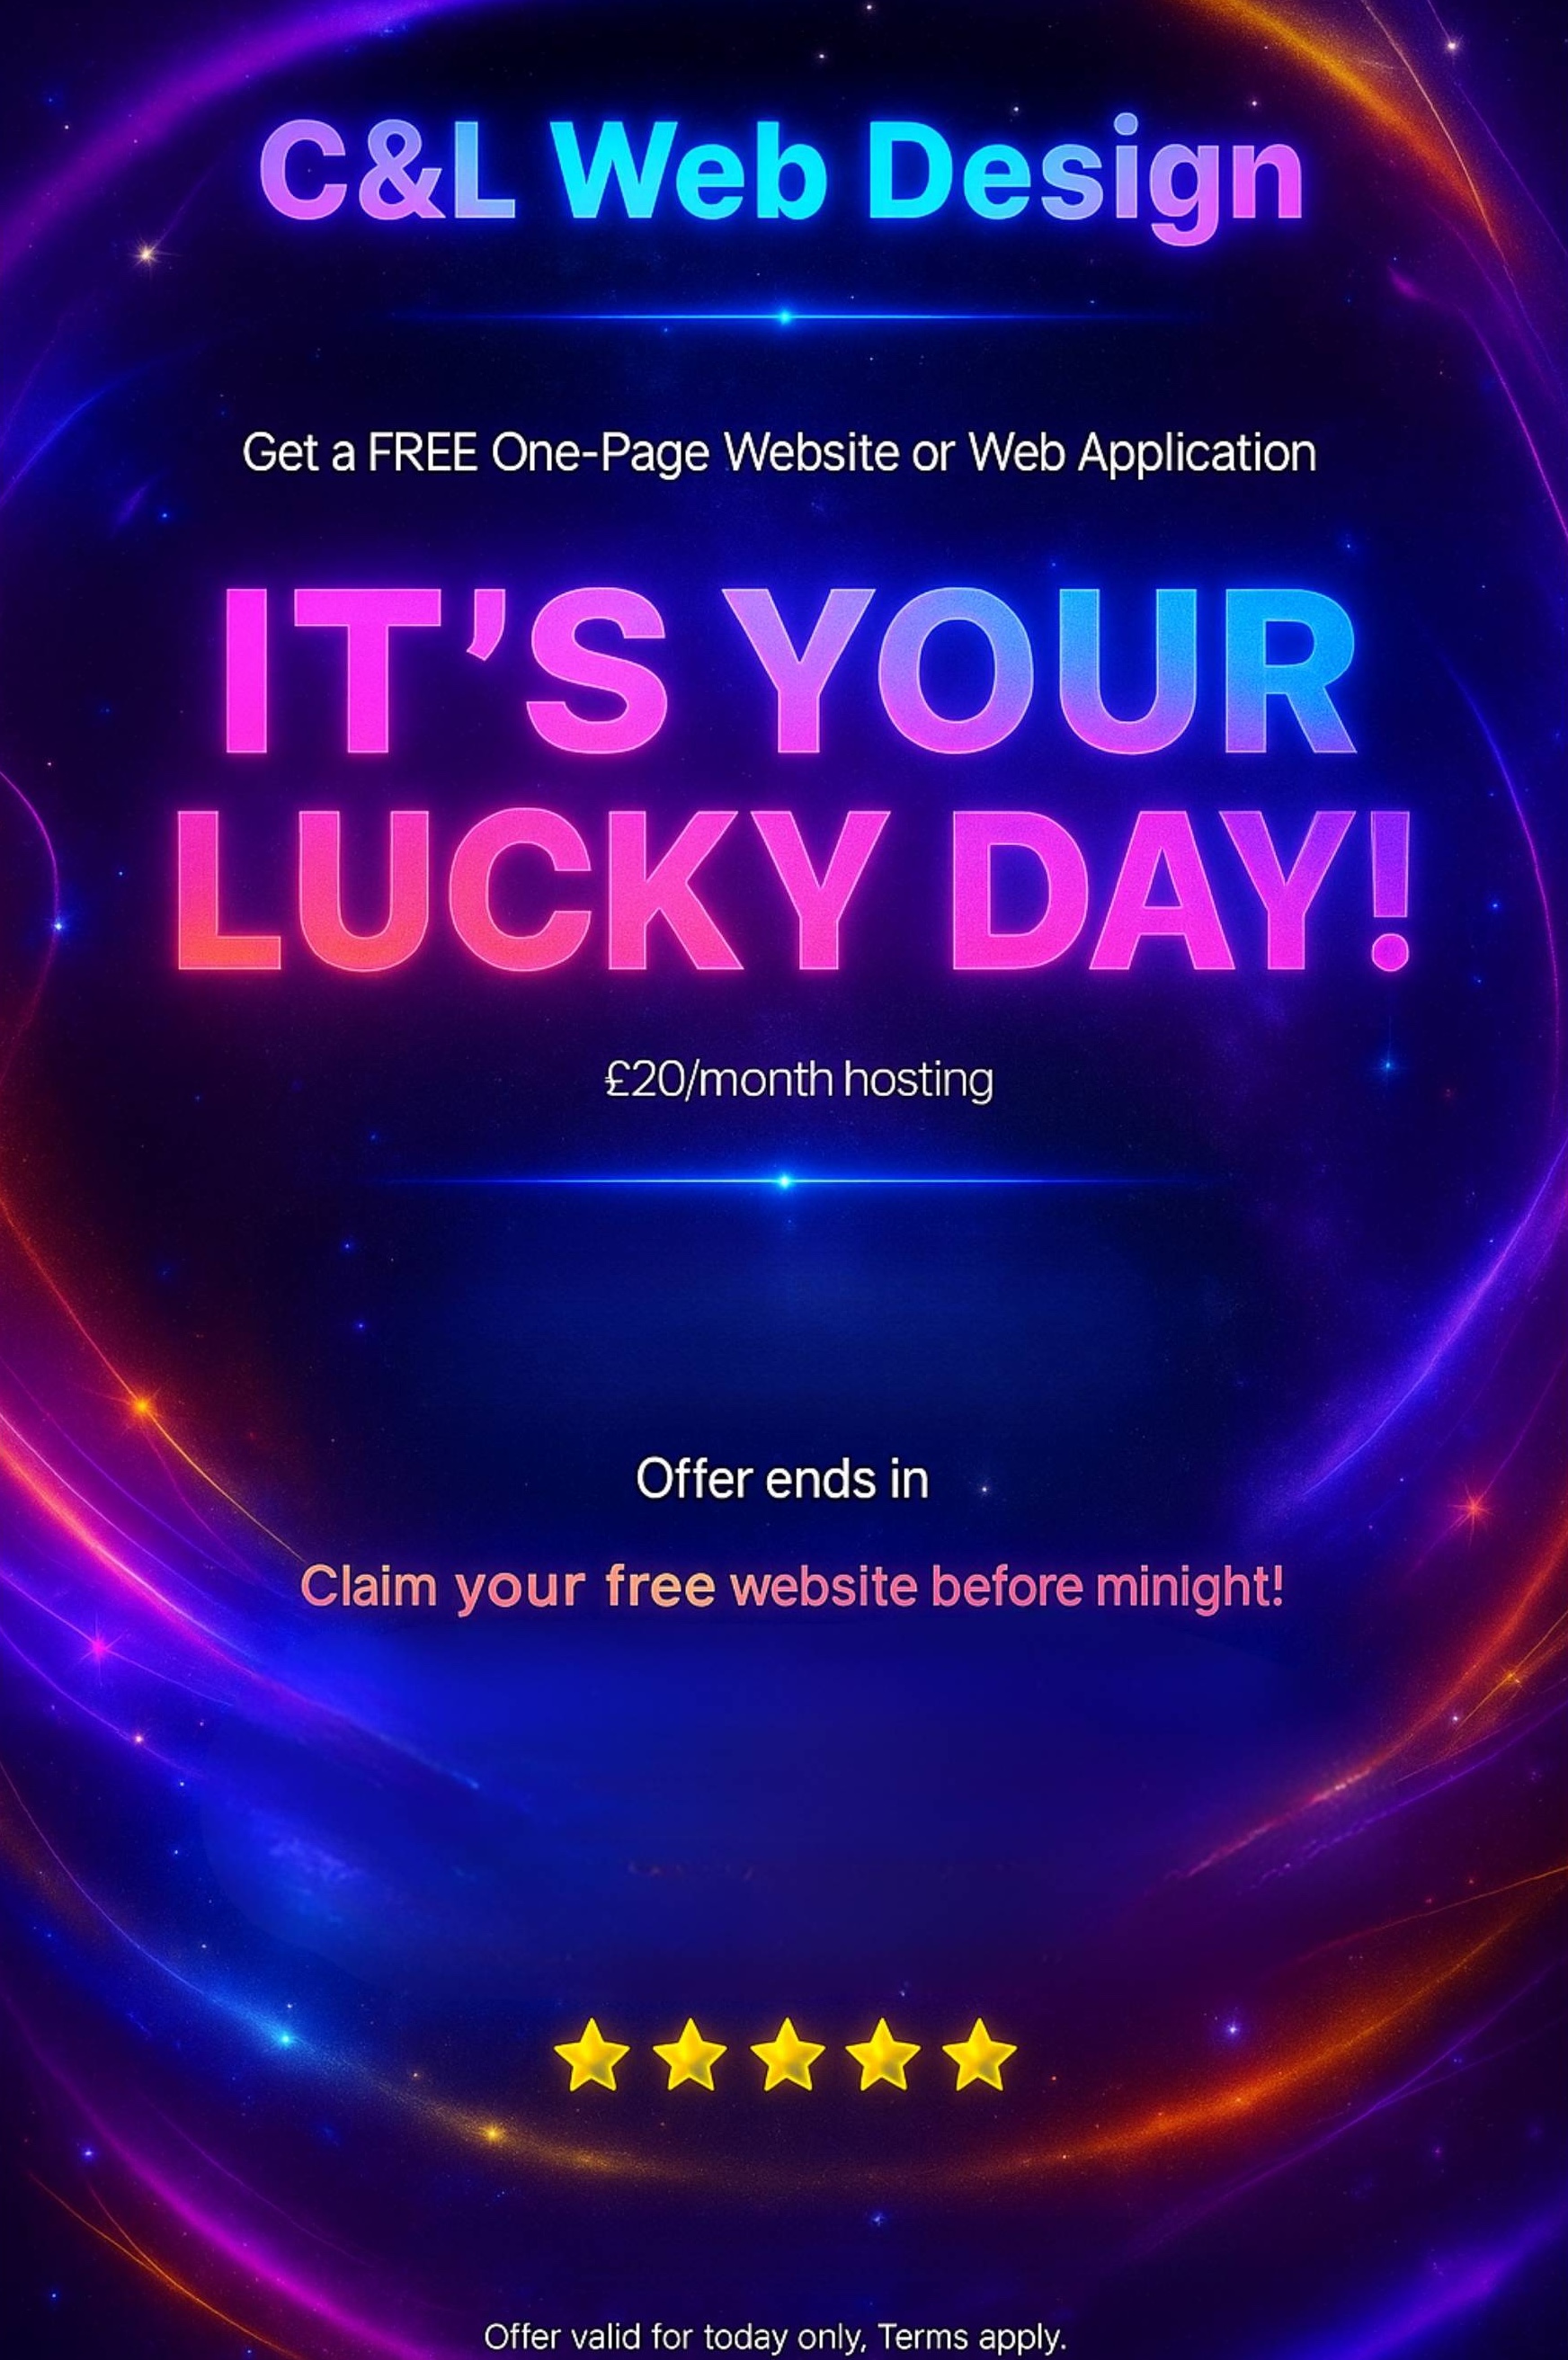 C&L Web Design
Get a FREE One-Page Website or Web Application
IT’S YOUR
LUCKY DAY!
£20/month hosting
Offer ends in
Claim your free website before minight!
Offer valid for today only, Terms apply.